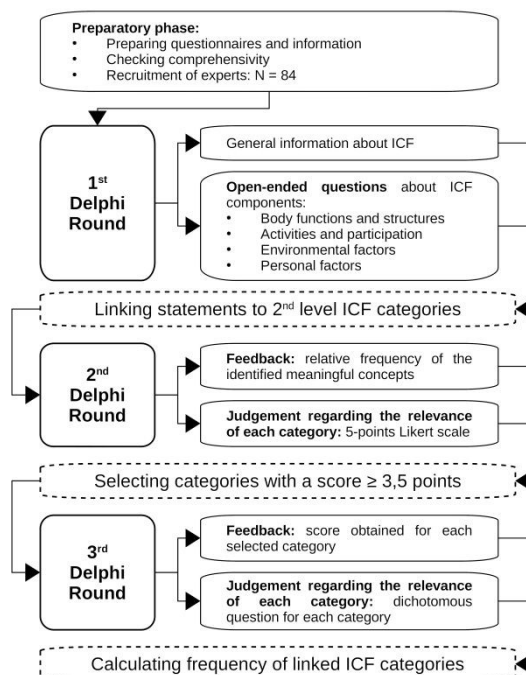 Preparatory phase:
• Preparing questionnaires and information
• Checking comprehensivity
• Recruitment of experts: N = 84
1st
Delphi
Round
General information about ICF
Open-ended questions about ICF
components:
• Body functions and structures
• Activities and participation
• Environmental factors
• Personal factors
Linking statements to 2nd level ICF categories
2nd
Delphi
Round
Feedback: relative frequency of the
identified meaningful concepts
Judgement regarding the relevance
of each category: 5-points Likert scale
Selecting categories with a score ≥ 3,5 points
3rd
Delphi
Round
Feedback: score obtained for each
selected category
Judgement regarding the relevance
of each category: dichotomous
question for each category
Calculating frequency of linked ICF categories